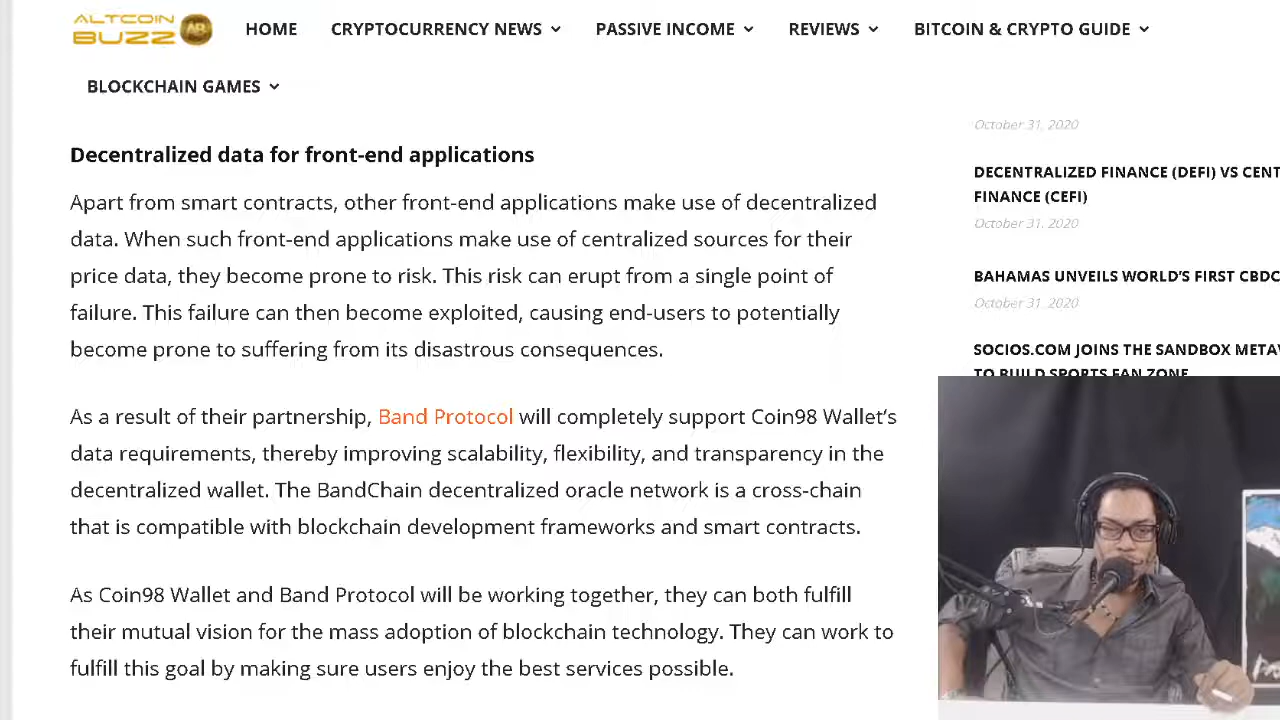 ALTCOIN
BUZZ AB
HOME CRYPTOCURRENCY NEWS PASSIVE INCOME REVIEWS BITCOIN & CRYPTO GUIDE
BLOCKCHAIN GAMES
Decentralized data for front-end applications
Apart from smart contracts, other front-end applications make use of decentralized
data. When such front-end applications make use of centralized sources for their
price data, they become prone to risk. This risk can erupt from a single point of
failure. This failure can then become exploited, causing end-users to potentially
become prone to suffering from its disastrous consequences.
As a result of their partnership, Band Protocol will completely support Coin98 Wallet’s
data requirements, thereby improving scalability, flexibility, and transparency in the
decentralized wallet. The BandChain decentralized oracle network is a cross-chain
that is compatible with blockchain development frameworks and smart contracts.
As Coin98 Wallet and Band Protocol will be working together, they can both fulfill
their mutual vision for the mass adoption of blockchain technology. They can work to
fulfill this goal by making sure users enjoy the best services possible.
October 31, 2020
DECENTRALIZED FINANCE (DEFI) VS CENT
FINANCE (CEFI)
October 31, 2020
BAHAMAS UNVEILS WORLD’S FIRST CBDC
October 31, 2020
SOCIOS.COM JOINS THE SANDBOX METAV
TO BUILD SPORTS FAN ZONE